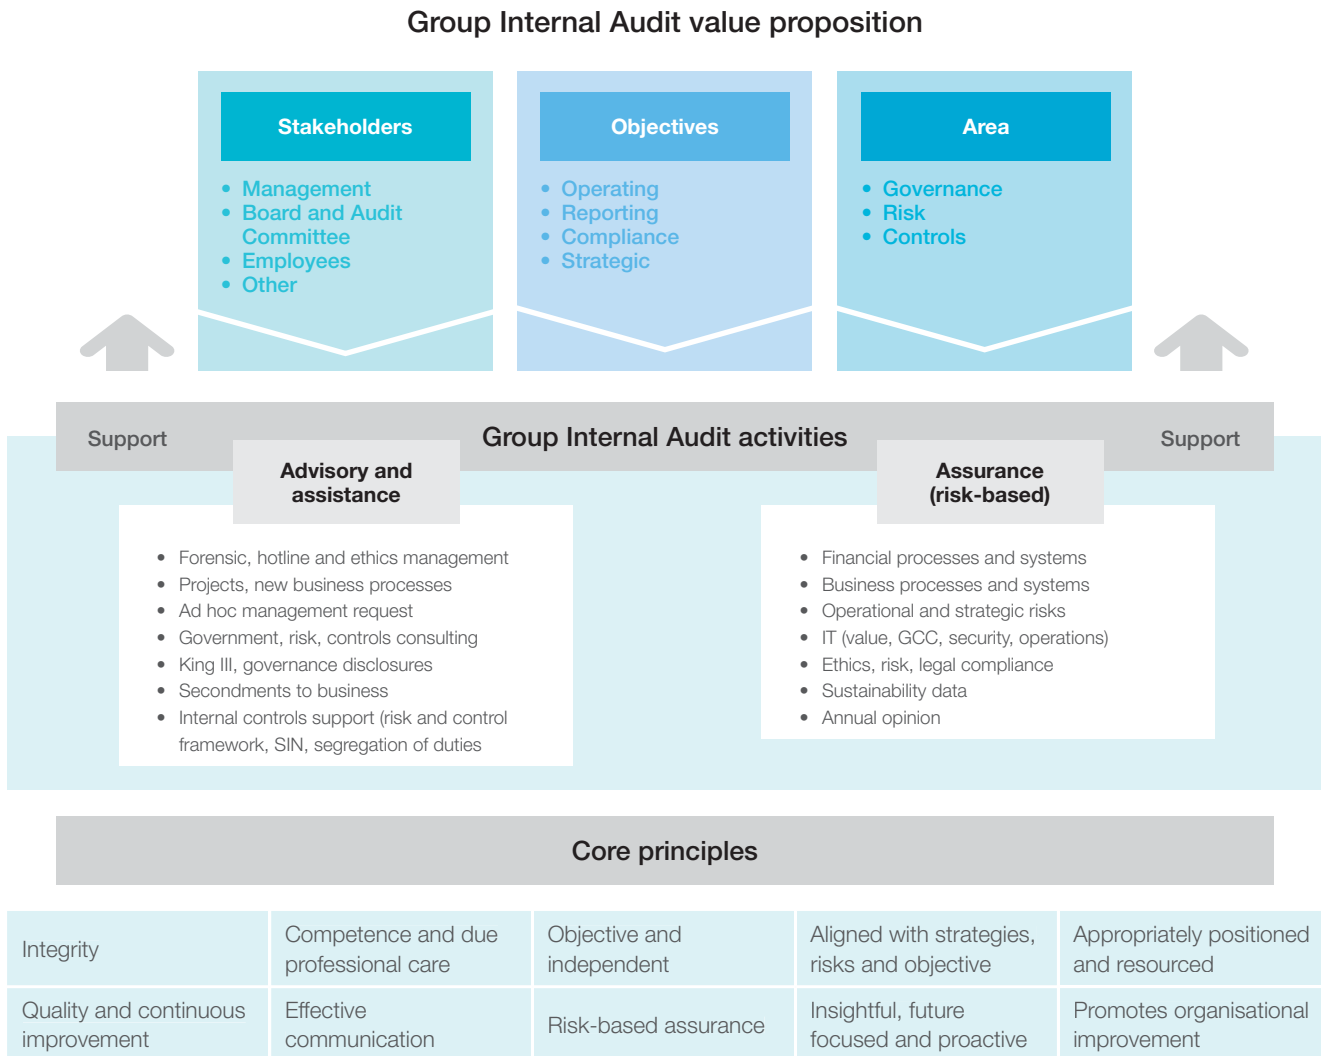 Group Internal Audit value proposition
Stakeholders
• Management
• Board and Audit
Committee
• Employees
• Other
Objectives
• Operating
• Reporting
• Compliance
• Strategic
Area
• Governance
• Risk
• Controls
Support
Group Internal Audit activities
Support
Advisory and
assistance
• Forensic, hotline and ethics management
• Projects, new business processes
• Ad hoc management request
• Government, risk, controls consulting
• King III, governance disclosures
• Secondments to business
• Internal controls support (risk and control
framework, SIN, segregation of duties
Assurance
(risk-based)
• Financial processes and systems
• Business processes and systems
• Operational and strategic risks
• IT (value, GCC, security, operations)
• Ethics, risk, legal compliance
• Sustainability data
• Annual opinion
Core principles
Integrity
Competence and due
professional care
Objective and
independent
Aligned with strategies,
risks and objective
Appropriately positioned
and resourced
Quality and continuous
improvement
Effective
communication
Risk-based assurance
Insightful, future
focused and proactive
Promotes organisational
improvement